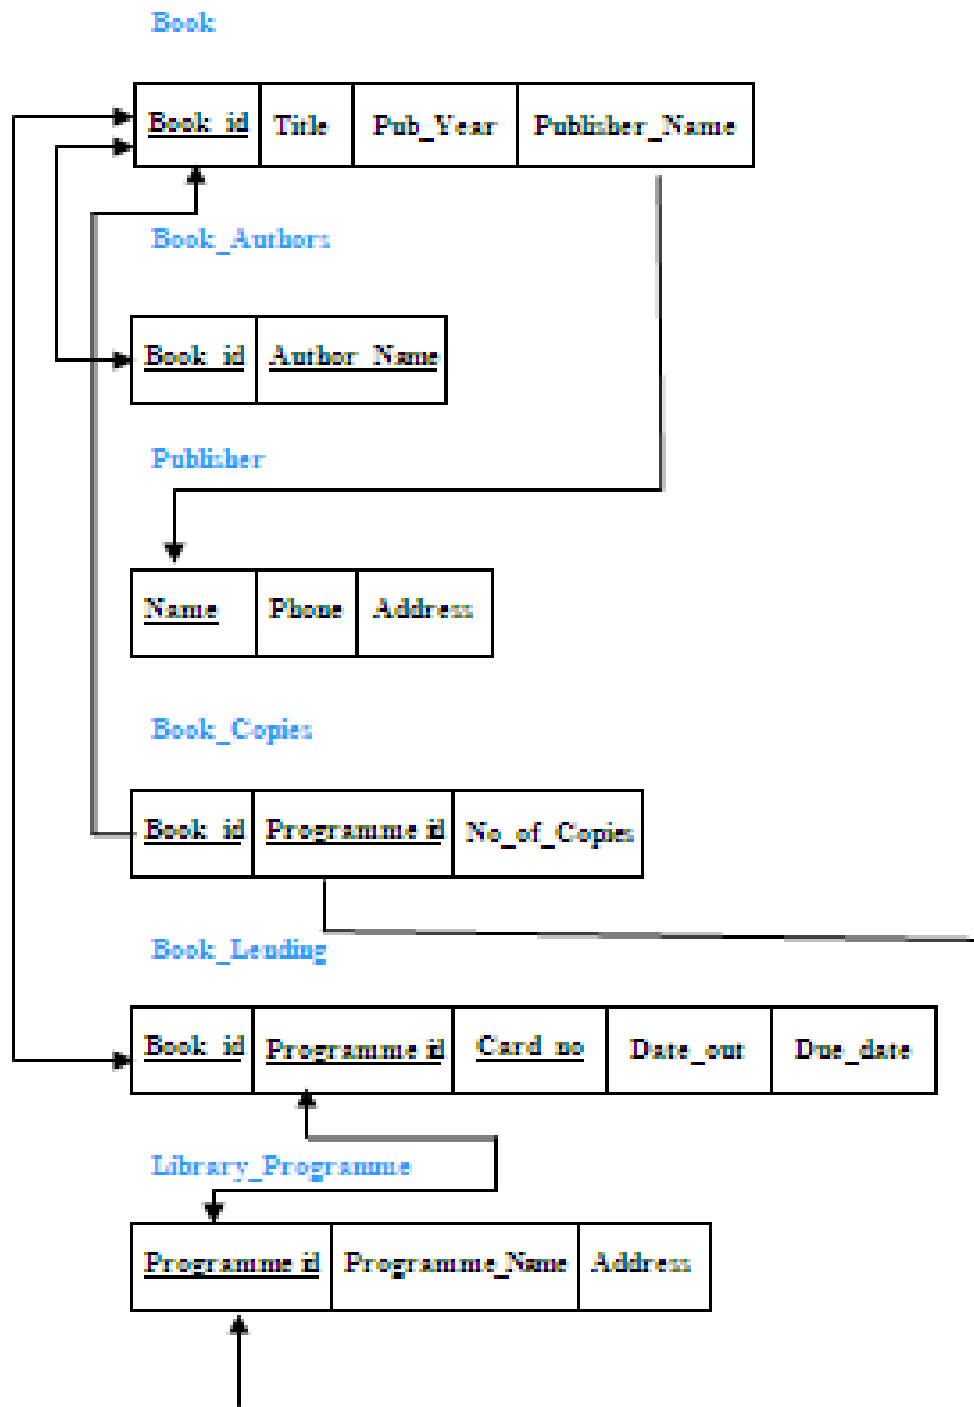 Book
Book_id Title Pub_Year Publisher_Name
Book_Authors
Book_id Author_Name
Publisher
Name Phone Address
Book_Copies
Book_id Programme_id No_of_Copies
Book_Lending
Book_id Programme_id Card_no Date_out Due_date
Library_Programme
Programme_id Programme_Name Address